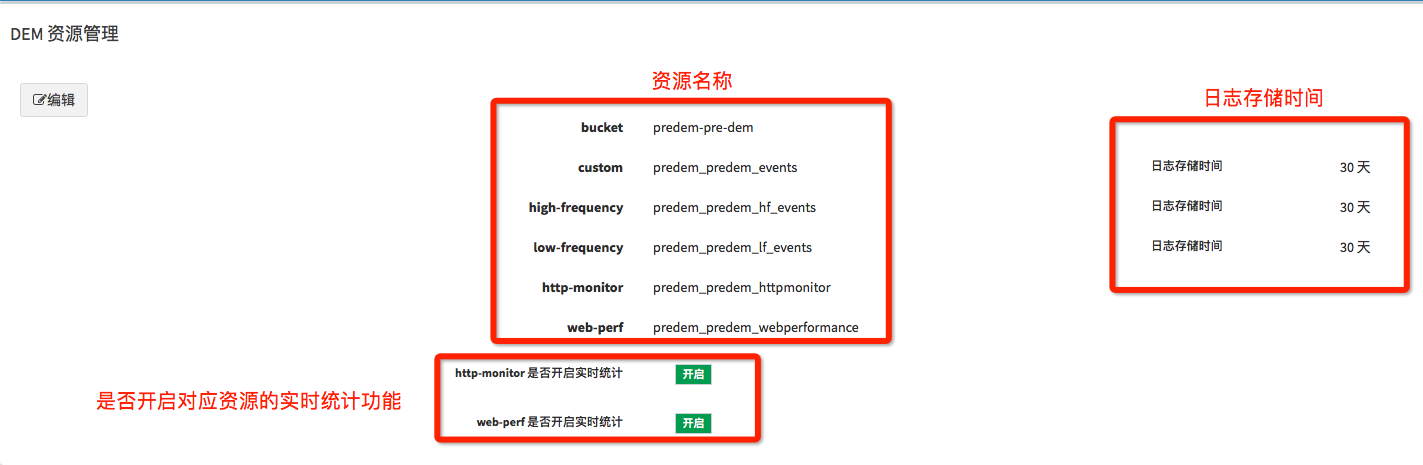 DEM 资源管理
编辑
资源名称
日志存储时间
bucket predem-pre-dem
custom predem_predem_events 日志存储时间 30 天
high-frequency predem_predem_hf_events 日志存储时间 30 天
low-frequency predem_predem_lf_events 日志存储时间 30 天
http-monitor predem_predem_httpmonitor
web-perf predem_predem_webperformance
http-monitor 是否开启实时统计 开启
是否开启对应资源的实时统计功能
web-perf 是否开启实时统计 开启